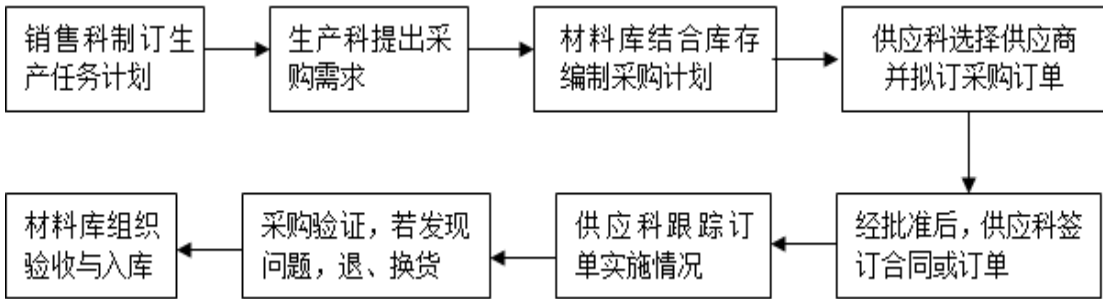 销售科制订生
产任务计划
生产科提出采
购需求
材料库结合库存
编制采购计划
供应科选择供应商
并拟订采购订单
经批准后，供应科签
订合同或订单
供应科跟踪订
单实施情况
采购验证，若发现
问题，退、换货
材料库组织
验收与入库